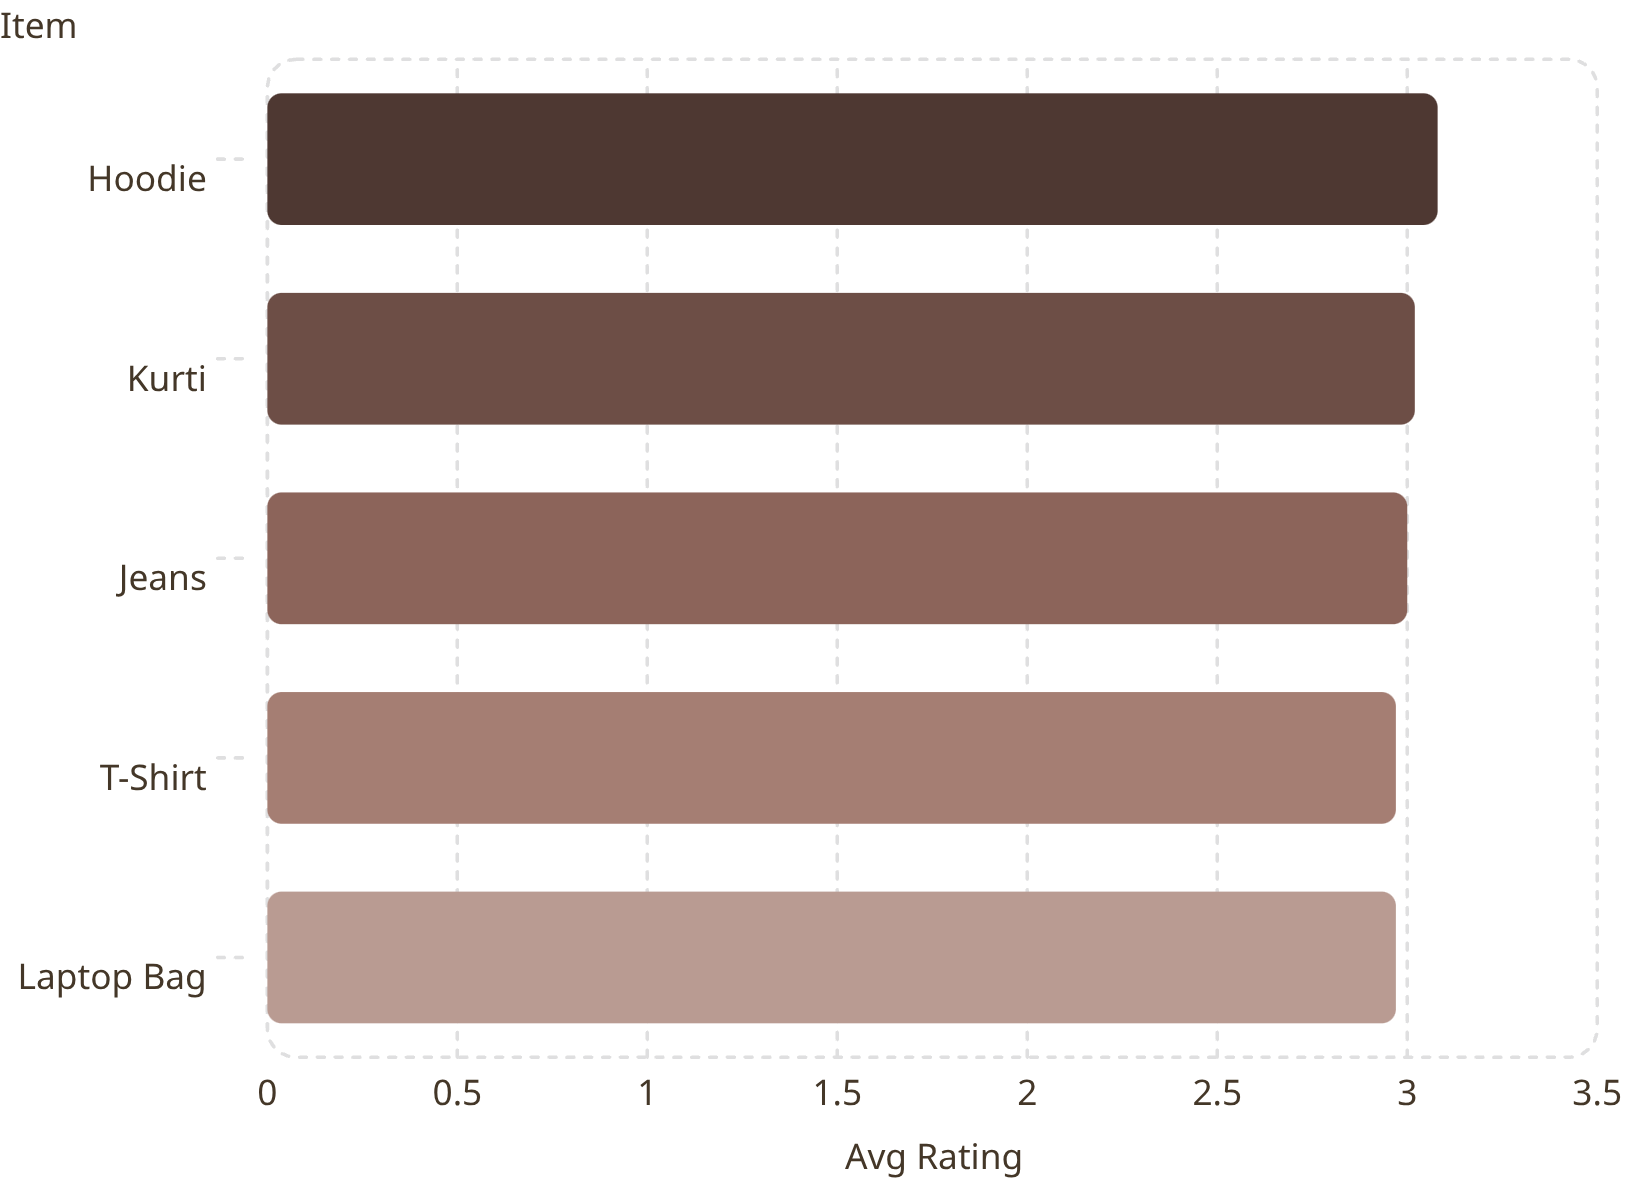 Item
Hoodie
Kurti
Jeans
T-Shirt
Laptop Bag
0 0.5 1 1.5 2 2.5 3 3.5
Avg Rating